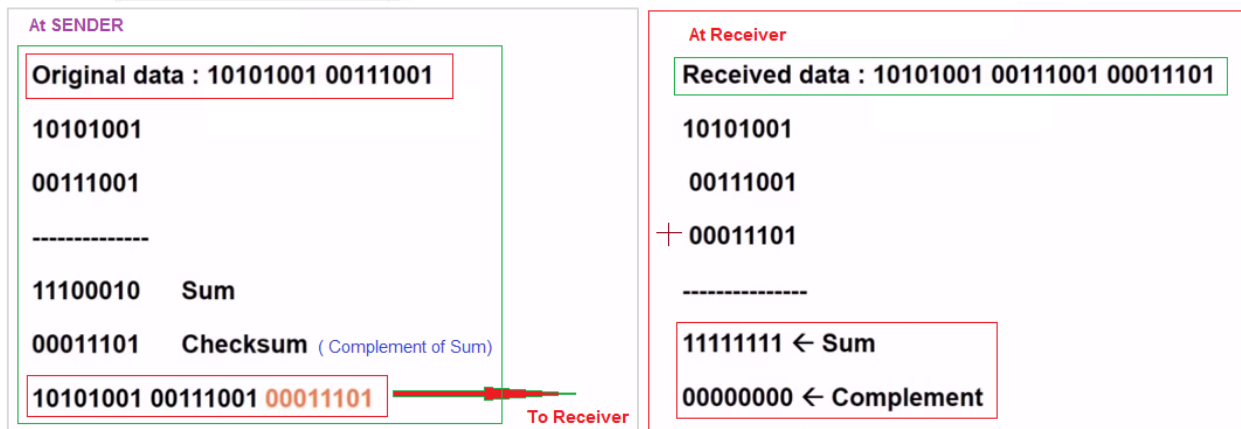 At SENDER
Original data : 10101001 00111001
10101001
00111001
--------------
11100010 Sum
00011101 Checksum ( Complement of Sum)
10101001 00111001 00011101
To Receiver
At Receiver
Received data : 10101001 00111001 00011101
10101001
00111001
00011101
---------------
11111111 ← Sum
00000000 ← Complement